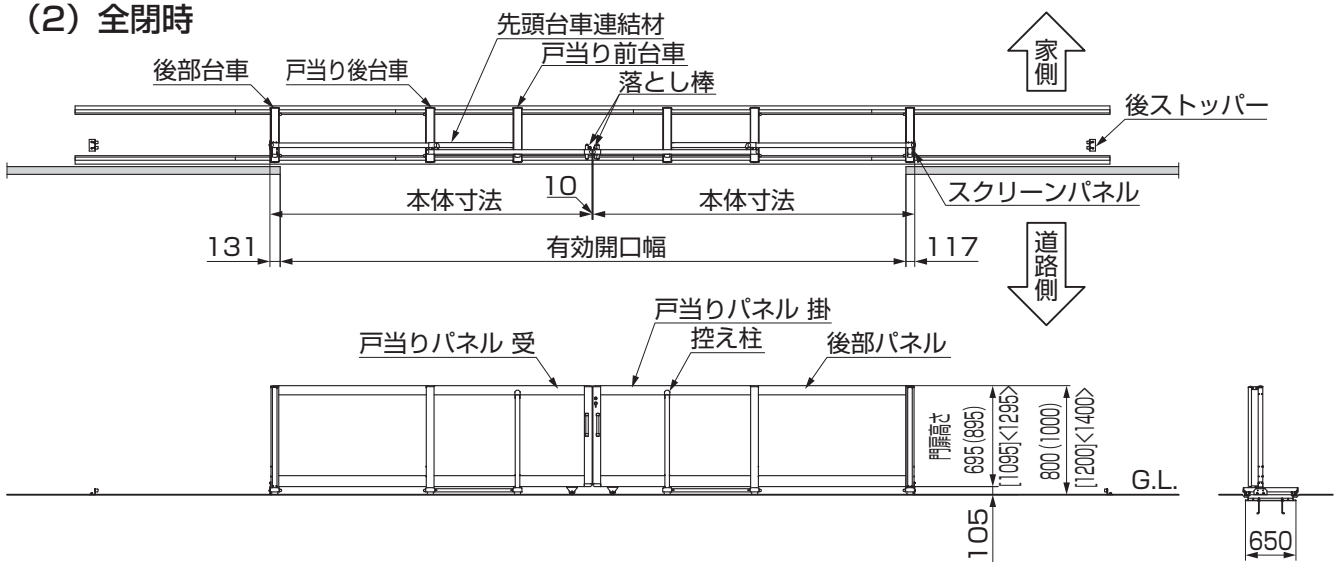 （2）全閉時
先頭台車連結材
戸当り前台車
後部台車
戸当り後台車
落とし棒
家側
後ストッパー
10
本体寸法
本体寸法
スクリーンパネル
131
有効開口幅
117
道路側
戸当りパネル 掛
戸当りパネル 受
控え柱
後部パネル
門扉高さ
695 (895)
[1095]<1295>
800 (1000)
[1200]<1400>
G.L.
105
650